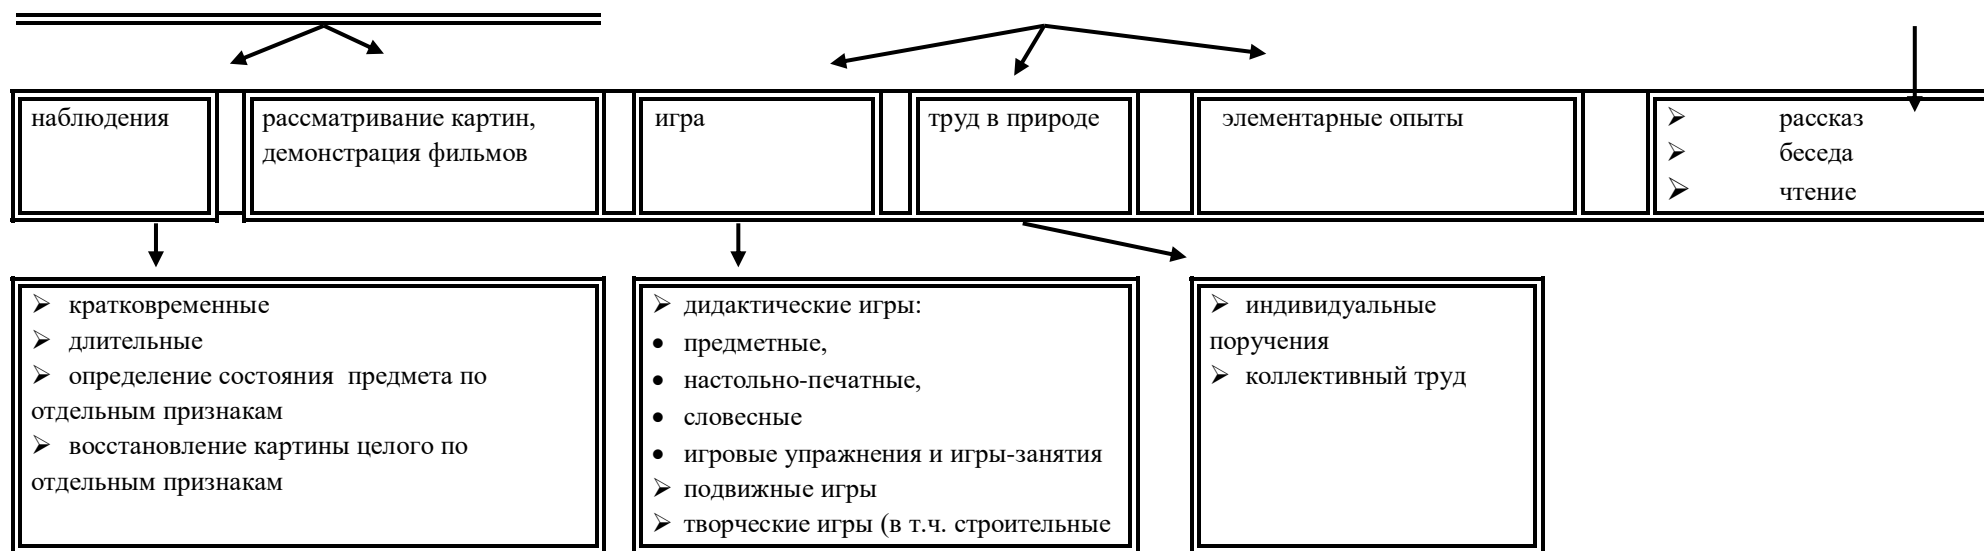 наблюдения
рассматривание картин,
демонстрация фильмов
игра
труд в природе
элементарные опыты
➢ рассказ
➢ беседа
➢ чтение
➢ кратковременные
➢ длительные
➢ определение состояния предмета по
отдельным признакам
➢ восстановление картины целого по
отдельным признакам
➢ дидактические игры:
• предметные,
• настольно-печатные,
• словесные
• игровые упражнения и игры-занятия
➢ подвижные игры
➢ творческие игры (в т.ч. строительные
➢ индивидуальные
поручения
➢ коллективный труд